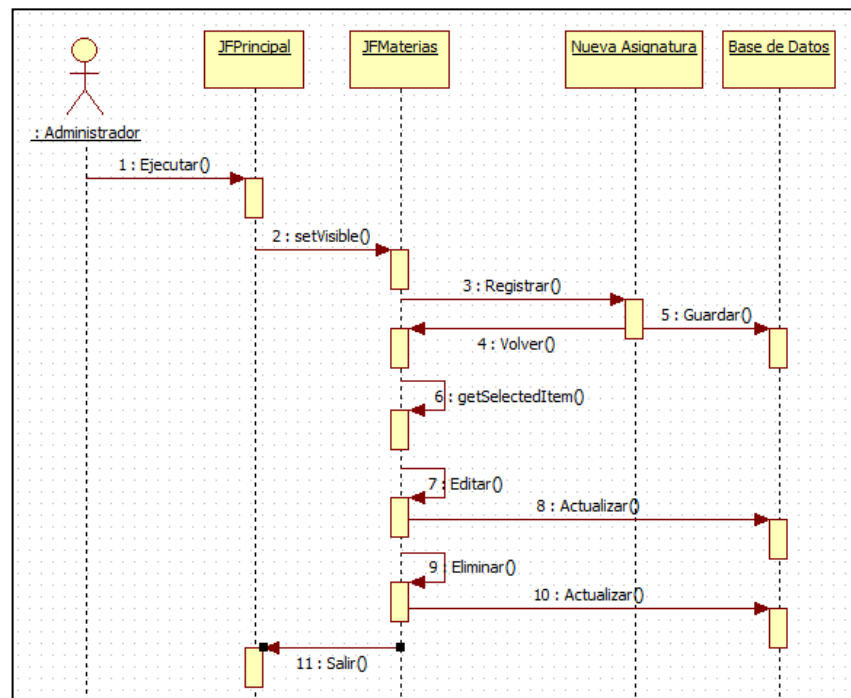 JFPrincipal
JFMaterias
Nueva Asignatura
Base de Datos
: Administrador
1 : Ejecutar()
2 : setVisible()
3 : Registrar()
5 : Guardar()
4 : Volver()
6 : getSelectedItem()
7 : Editar()
8 : Actualizar()
9 : Eliminar()
10 : Actualizar()
11 : Salir()